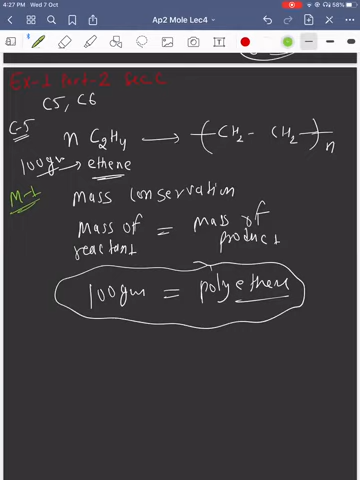 4:27 PM Wed 7 Oct
58%
Ap2 Mole Lec4
Ex-1 Part-2 Sec C
C5, C6
C-5
n C2H4 → -( CH2- CH2 )-n
100gm → ethene
M-1
Mass conservation
Mass of reactant = Mass of product
100gm = polyethene